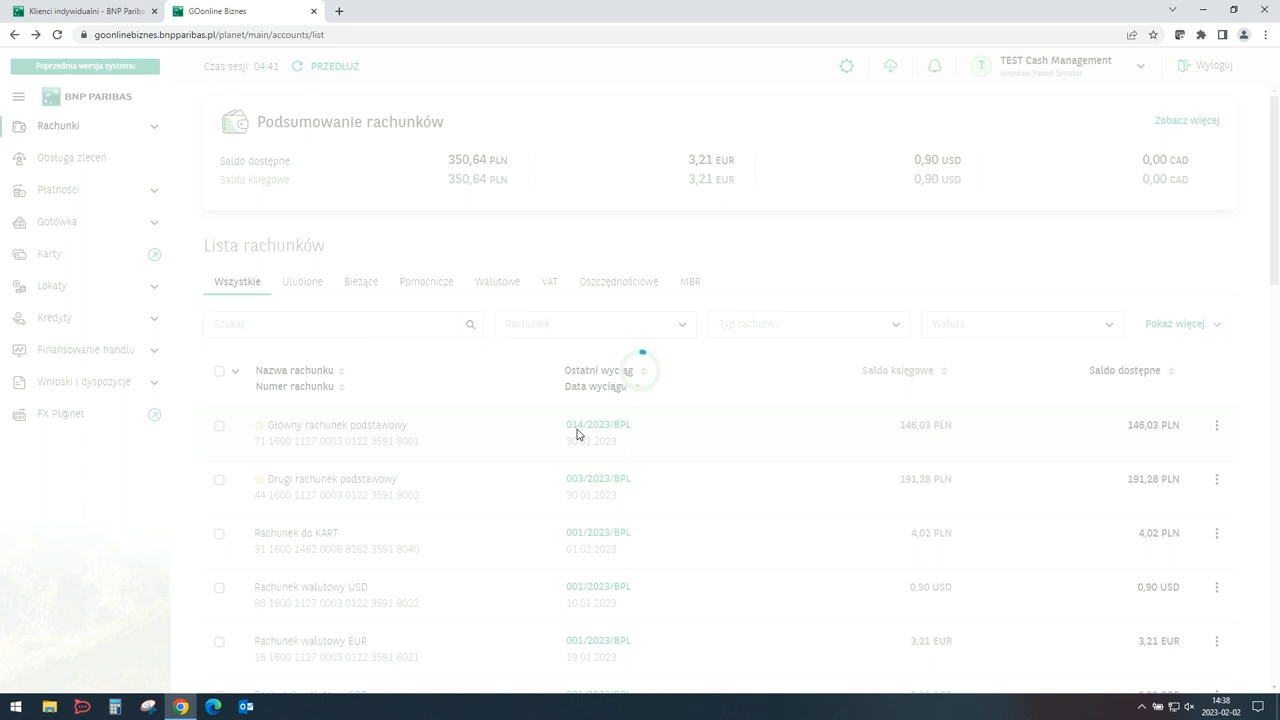 Klienci indywidualni - BNP Pariba
GOonline Biznes
goonlinebiznes.bnpparibas.pl/planet/main/accounts/list
Poprzednia wersja systemu
Czas sesji: 04:41
PRZEDŁUŻ
T
TEST Cash Management
Jarosław Paweł Senator
Wyloguj
BNP PARIBAS
Rachunki
Obsługa zleceń
Płatności
Gotówka
Karty
Lokaty
Kredyty
Finansowanie handlu
Wnioski i dyspozycje
FX Pl@net
Podsumowanie rachunków
Zobacz więcej
Saldo dostępne: 350,64 PLN 3,21 EUR 0,90 USD 0,00 CAD
Saldo księgowe: 350,64 PLN 3,21 EUR 0,90 USD 0,00 CAD
Lista rachunków
Wszystkie Ulubione Bieżące Pomocnicze Walutowe VAT Oszczędnościowe MBR
Szukaj Rachunek Typ rachunku Waluta Pokaż więcej
Nazwa rachunku Ostatni wyciąg Saldo księgowe Saldo dostępne
Numer rachunku Data wyciągu
Główny rachunek podstawowy 014/2023/BPL 146,03 PLN 146,03 PLN
71 1600 1127 0003 0122 3591 8001 30.01.2023
Drugi rachunek podstawowy 003/2023/BPL 191,28 PLN 191,28 PLN
44 1600 1127 0003 0122 3591 8002 30.01.2023
Rachunek do KART 001/2023/BPL 4,02 PLN 4,02 PLN
31 1600 1462 0008 8262 3591 8040 01.02.2023
Rachunek walutowy USD 001/2023/BPL 0,90 USD 0,90 USD
86 1600 1127 0003 0122 3591 8022 10.01.2023
Rachunek walutowy EUR 001/2023/BPL 3,21 EUR 3,21 EUR
16 1600 1127 0003 0122 3591 8021 19.01.2023
14:38
2023-02-02